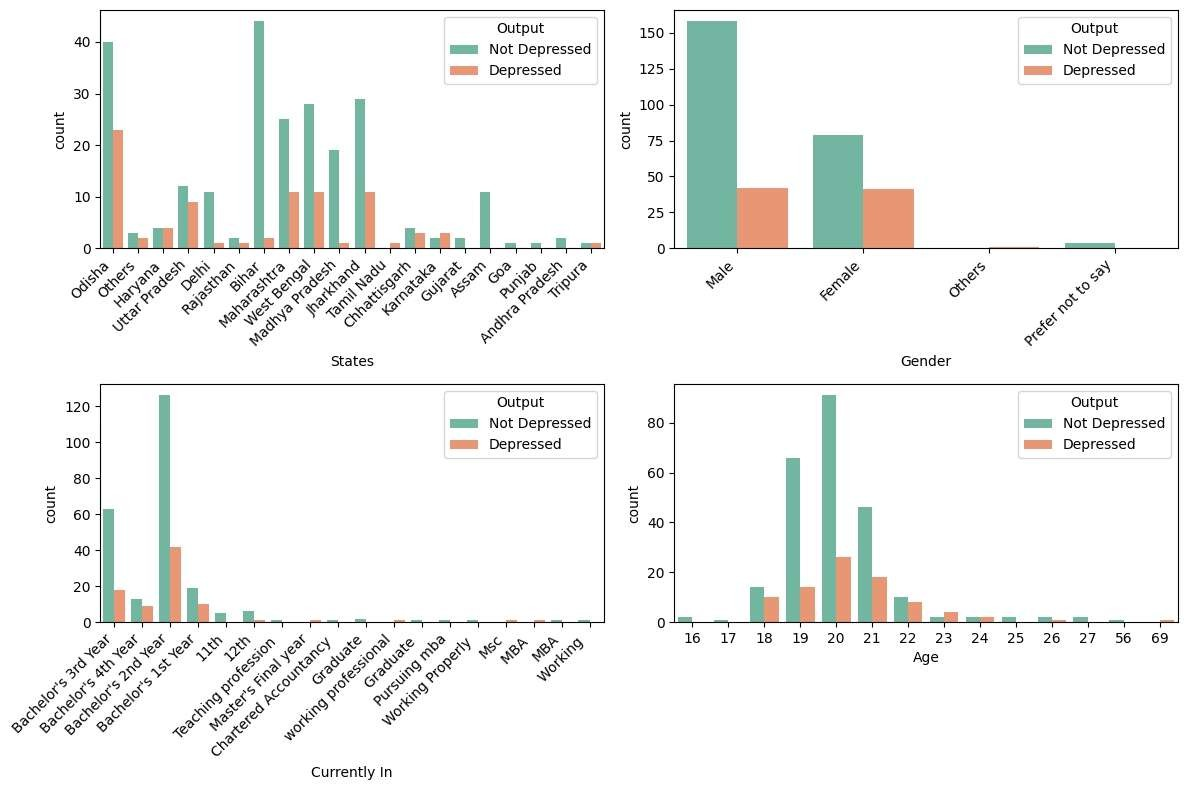 Output
Not Depressed
Depressed
40
30
20
10
0
count
Odisha
Others
Haryana
Uttar Pradesh
Delhi
Rajasthan
Bihar
Maharashtra
West Bengal
Madhya Pradesh
Jharkhand
Tamil Nadu
Chhattisgarh
Karnataka
Gujarat
Assam
Goa
Punjab
Andhra Pradesh
Tripura
States
Output
Not Depressed
Depressed
150
125
100
75
50
25
0
count
Male
Female
Others
Prefer not to say
Gender
Output
Not Depressed
Depressed
120
100
80
60
40
20
0
count
Bachelor's 3rd Year
Bachelor's 4th Year
Bachelor's 2nd Year
Bachelor's 1st Year
11th
12th
Teaching profession
Master's Final year
Chartered Accountancy
Graduate
working professional
Graduate
Pursuing mba
Working Properly
Msc
MBA
MBA
Working
Currently In
Output
Not Depressed
Depressed
80
60
40
20
0
count
16 17 18 19 20 21 22 23 24 25 26 27 56 69
Age